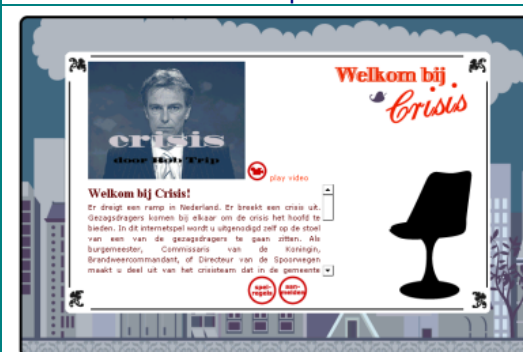 Welkom bij
Crisis
crisis
door Rob Trip
play video
Welkom bij Crisis!
Er dreigt een ramp in Nederland. Er breekt een crisis uit.
Gezagsdragers komen bij elkaar om de crisis het hoofd te
bieden. In dit internetspel wordt u uitgenodigd zelf op de stoel
van een van de gezagsdragers te gaan zitten. Als
burgemeester, Commissaris van de Koningin,
Brandweercommandant, of Directeur van de Spoorwegen
maakt u deel uit van het crisisteam dat in de gemeente
spel-
regels
aan-
melden